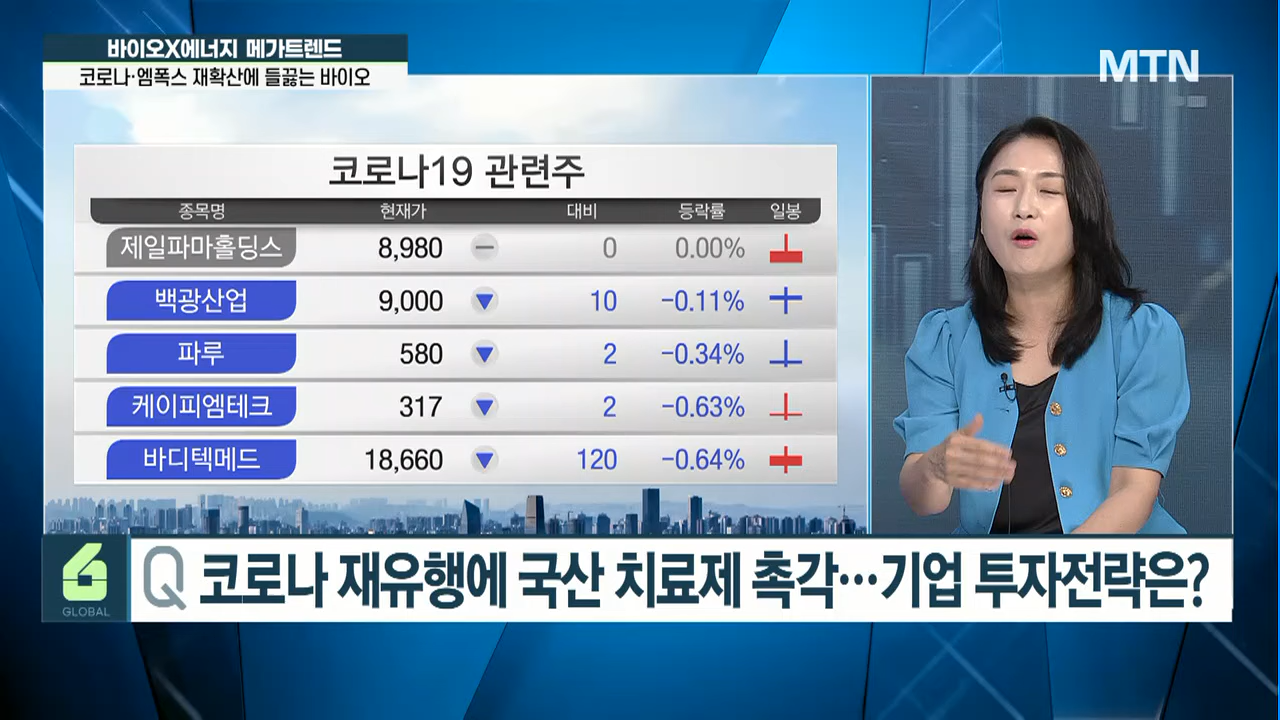 바이오X에너지 메가트렌드
코로나·엠폭스 재확산에 들끓는 바이오
MTN
코로나19 관련주
종목명 현재가 대비 등락률 일봉
제일파마홀딩스 8,980 0 0.00%
백광산업 9,000 ▼ 10 -0.11%
파루 580 ▼ 2 -0.34%
케이피엠테크 317 ▼ 2 -0.63%
바디텍메드 18,660 ▼ 120 -0.64%
6 GLOBAL
Q 코로나 재유행에 국산 치료제 촉각…기업 투자전략은?